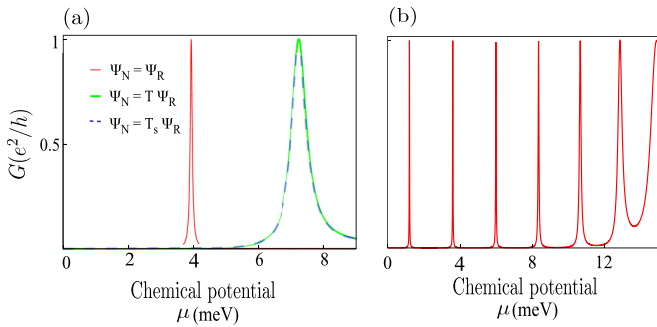 (a)
1
0.5
G(e²/h)
Ψ_N = Ψ_R
Ψ_N = T Ψ_R
Ψ_N = T_s Ψ_R
0 2 4 6 8
Chemical potential
μ(meV)
(b)
0 4 8 12
Chemical potential
μ(meV)